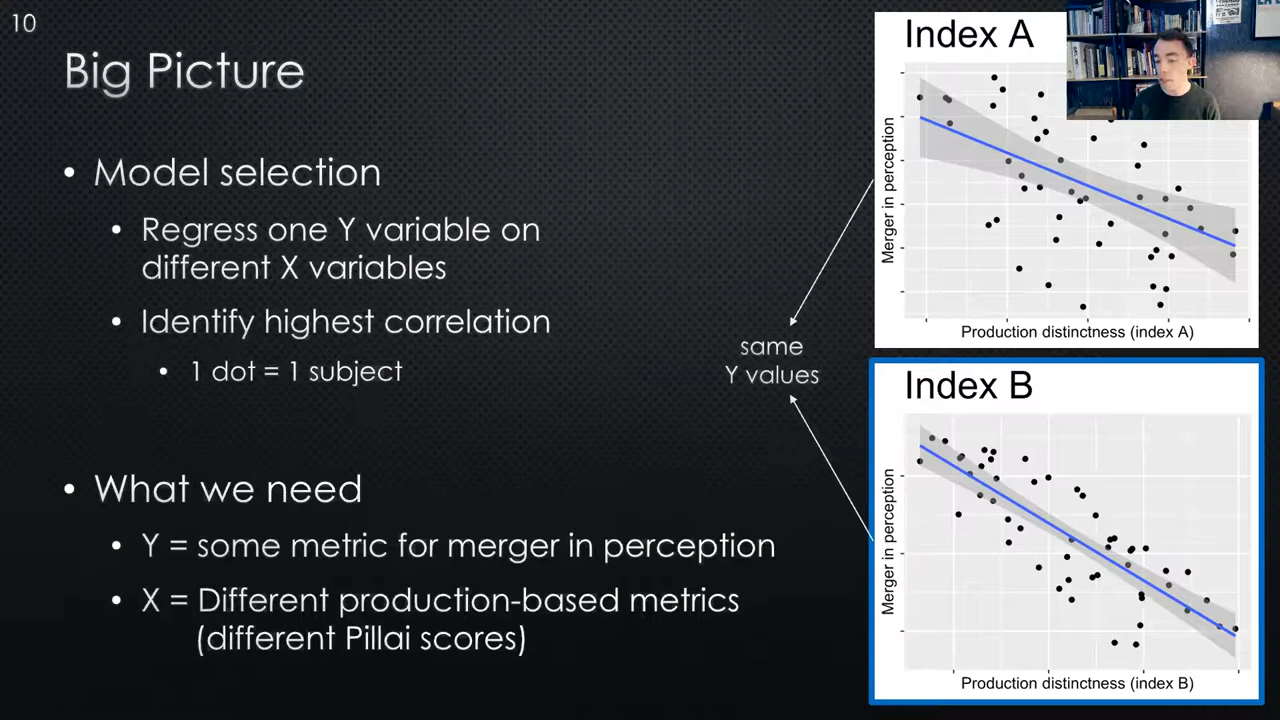 10
Big Picture
• Model selection
• Regress one Y variable on
different X variables
• Identify highest correlation
• 1 dot = 1 subject
• What we need
• Y = some metric for merger in perception
• X = Different production-based metrics
(different Pillai scores)
same
Y values
Index A
Merger in perception
Production distinctness (index A)
Index B
Merger in perception
Production distinctness (index B)